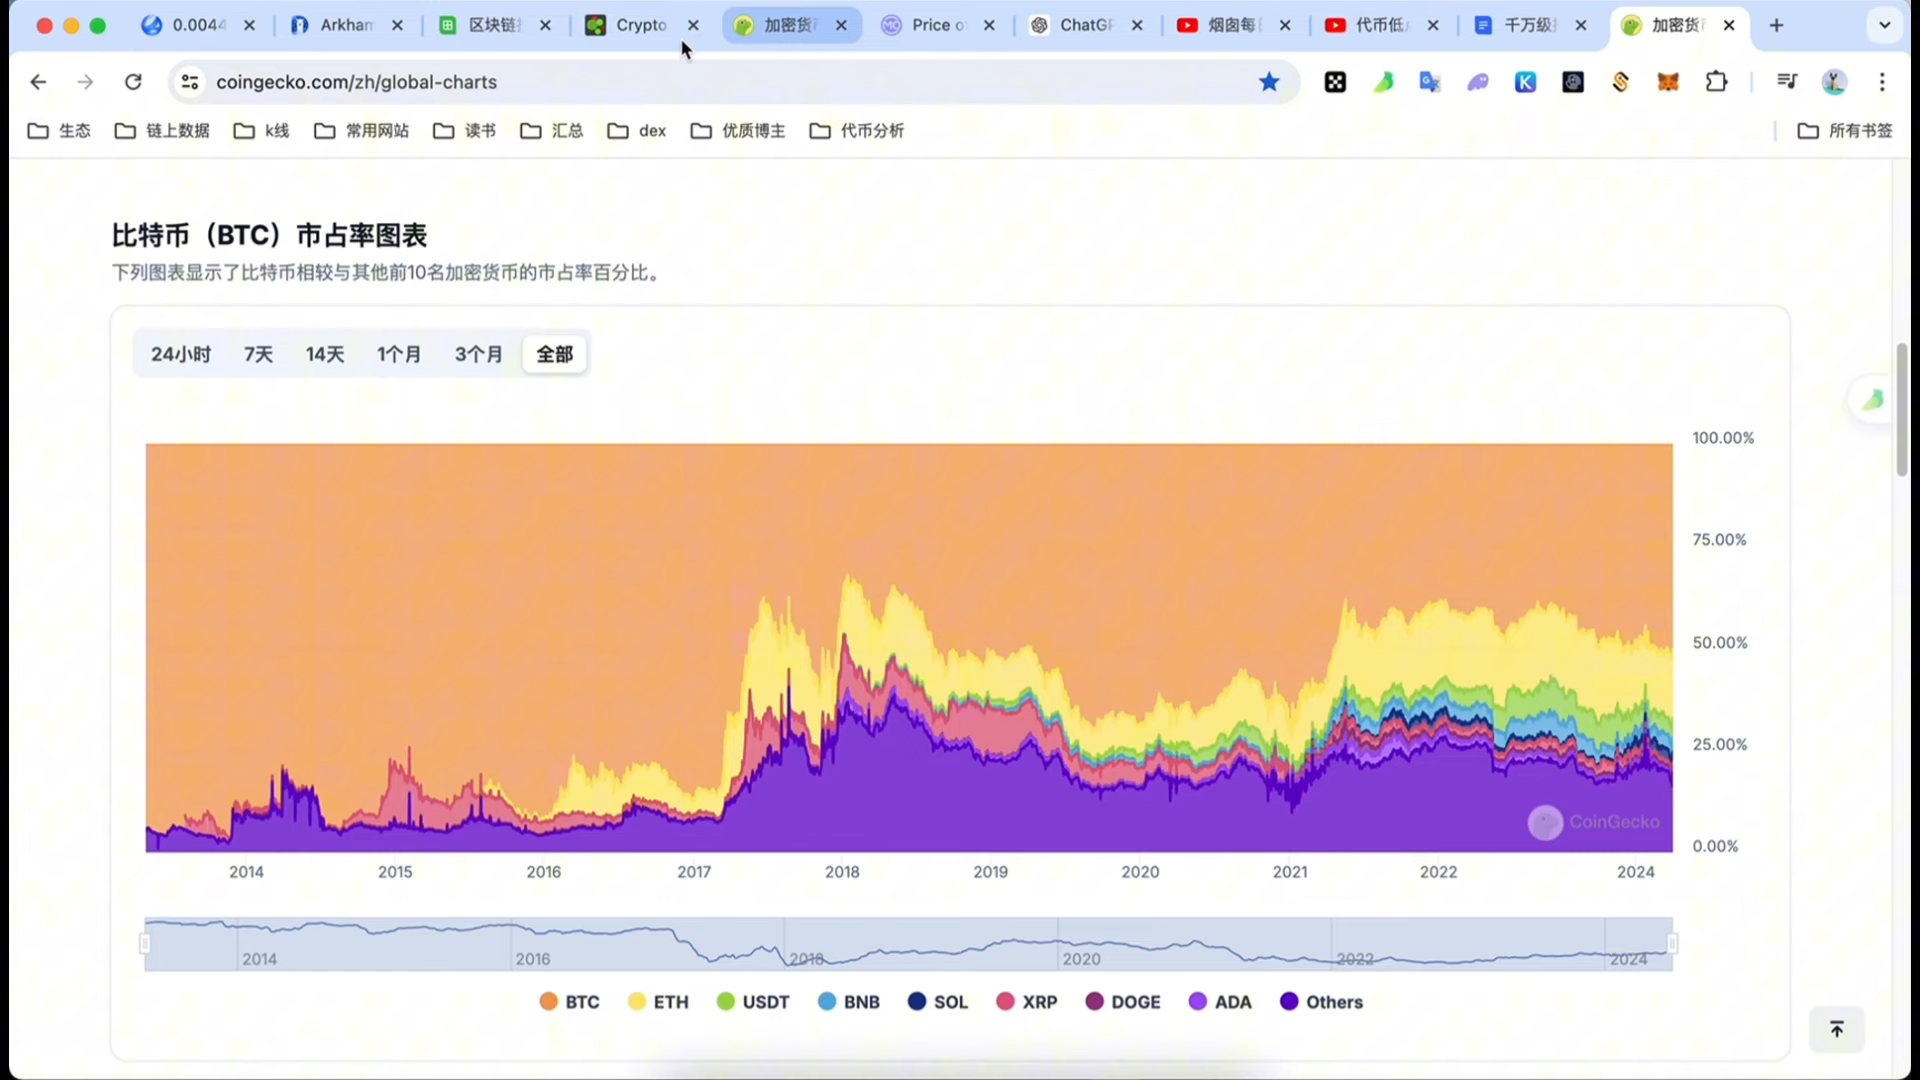 0.0044
Arkham
区块链
Crypto
加密货币
Price o
ChatGP
烟囱每
代币低
千万级
加密货币
coingecko.com/zh/global-charts
生态
链上数据
k线
常用网站
读书
汇总
dex
优质博主
代币分析
所有书签
比特币（BTC）市占率图表
下列图表显示了比特币相较与其他前10名加密货币的市占率百分比。
24小时 7天 14天 1个月 3个月 全部
100.00%
75.00%
50.00%
25.00%
0.00%
CoinGecko
2014 2015 2016 2017 2018 2019 2020 2021 2022 2024
2014 2016 2018 2020 2022 2024
BTC ETH USDT BNB SOL XRP DOGE ADA Others